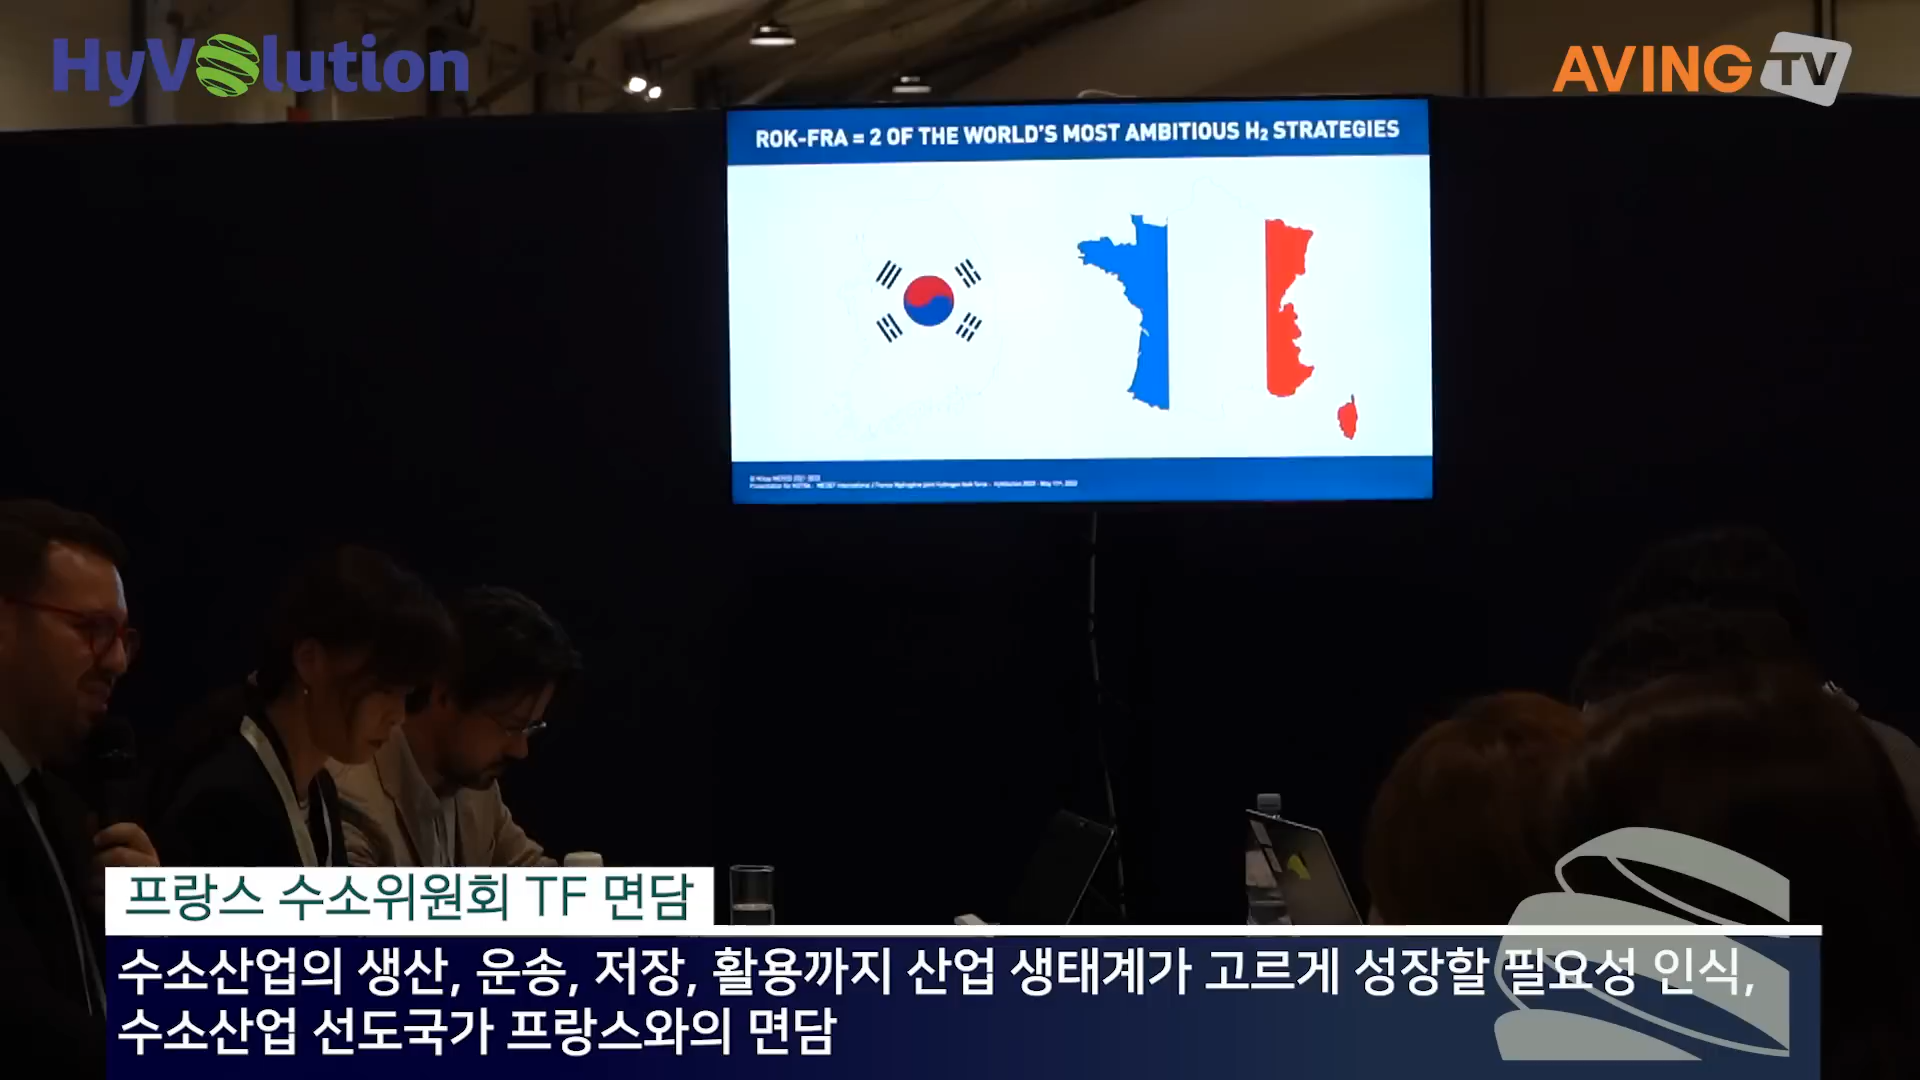 HyVolution
AVING TV
ROK-FRA = 2 OF THE WORLD'S MOST AMBITIOUS H₂ STRATEGIES
프랑스 수소위원회 TF 면담
수소산업의 생산, 운송, 저장, 활용까지 산업 생태계가 고르게 성장할 필요성 인식,
수소산업 선도국가 프랑스와의 면담